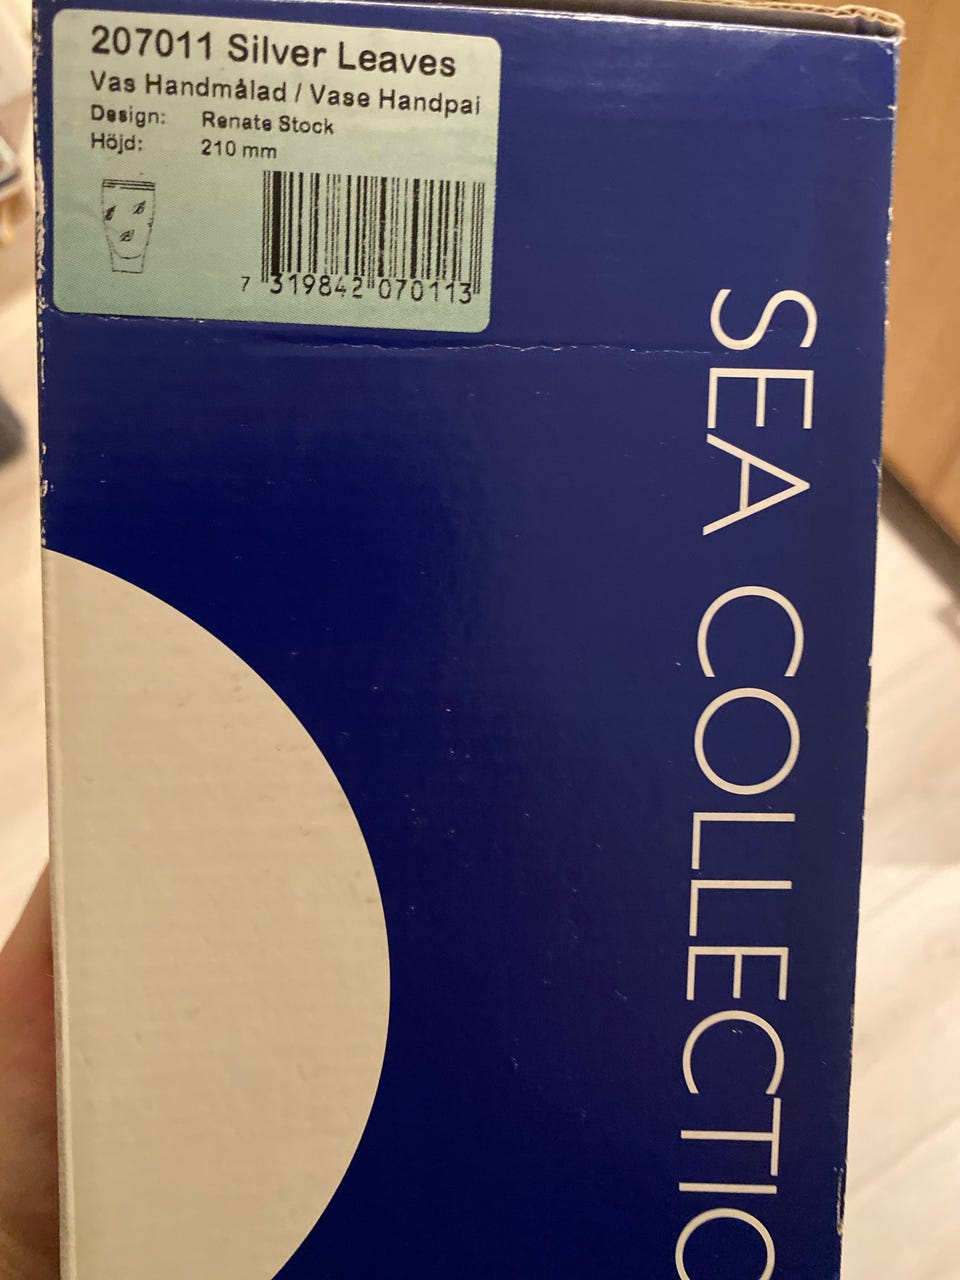 207011 Silver Leaves
Vas Handmålad / Vase Handpai
Design: Renate Stock
Höjd: 210 mm
7 319842 070113
SEA COLLECTIO